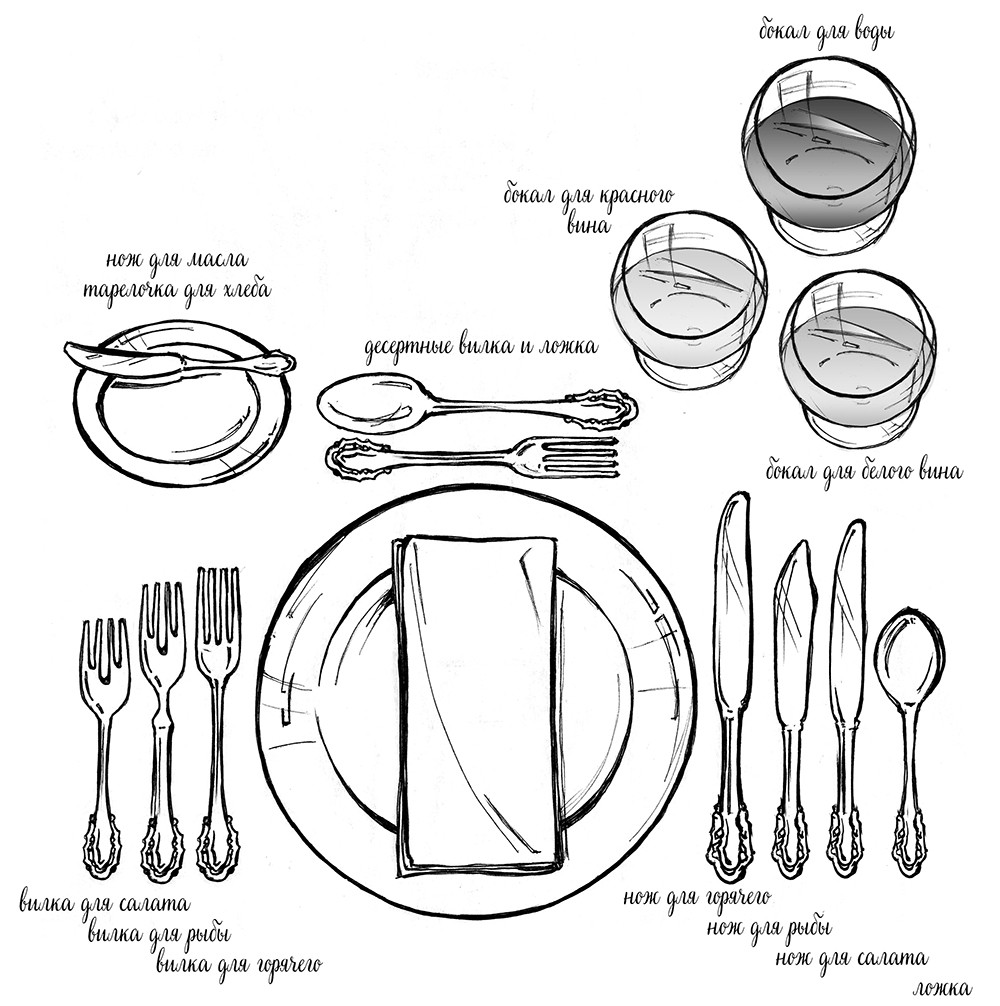 бокал для воды
бокал для красного
вина
нож для масла
тарелочка для хлеба
десертные вилка и ложка
бокал для белого вина
вилка для салата
вилка для рыбы
вилка для горячего
нож для горячего
нож для рыбы
нож для салата
ложка